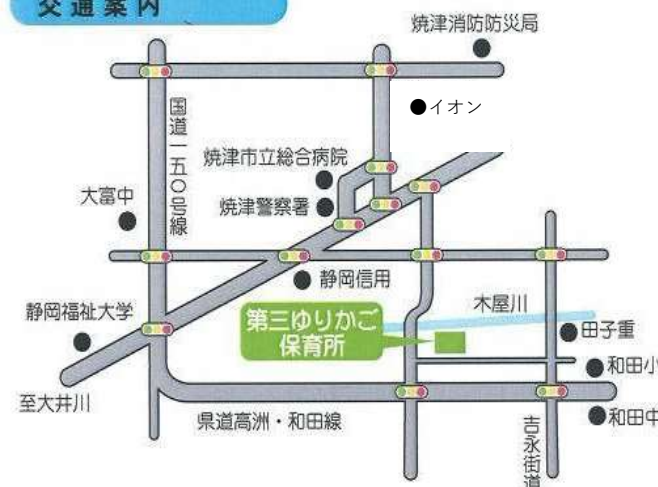 交通案内
焼津消防防災局
●イオン
国道一五〇号線
焼津市立総合病院
大富中
焼津警察署
静岡信用
静岡福祉大学
第三ゆりかご
保育所
木屋川
田子重
和田小
至大井川
県道高洲・和田線
和田中
吉永街道